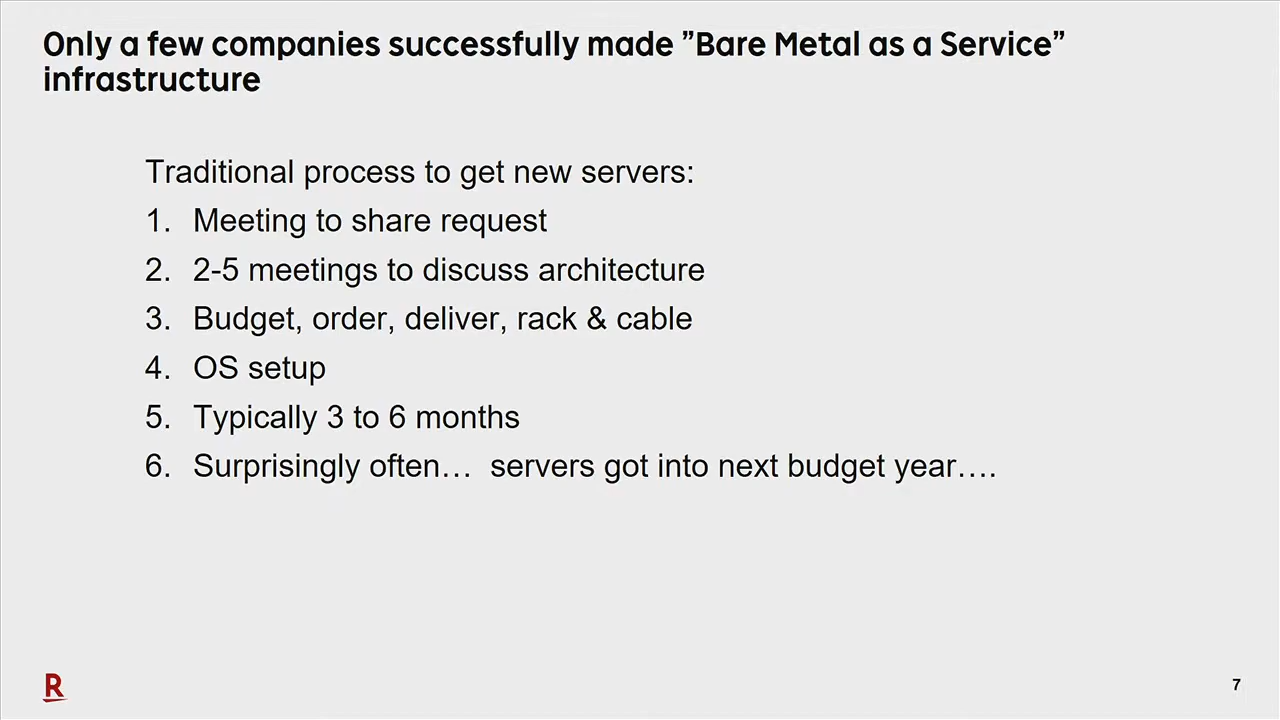 Only a few companies successfully made ”Bare Metal as a Service”
infrastructure
Traditional process to get new servers:
1. Meeting to share request
2. 2-5 meetings to discuss architecture
3. Budget, order, deliver, rack & cable
4. OS setup
5. Typically 3 to 6 months
6. Surprisingly often… servers got into next budget year….
R
7